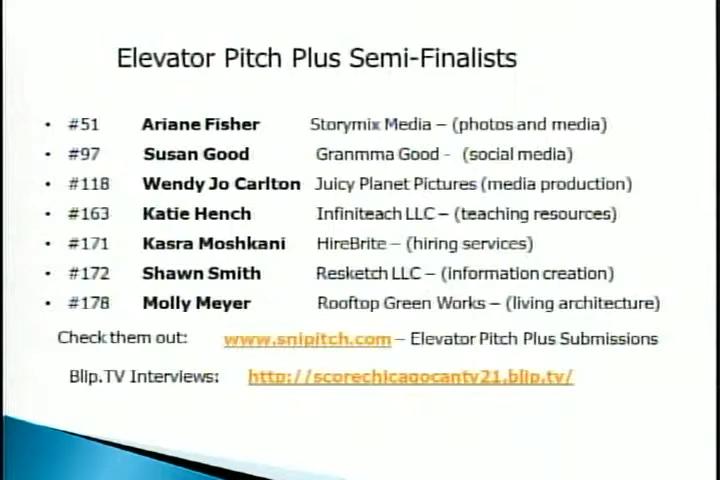 Elevator Pitch Plus Semi-Finalists
• #51 Ariane Fisher Storymix Media – (photos and media)
• #97 Susan Good Granmma Good - (social media)
• #118 Wendy Jo Carlton Juicy Planet Pictures (media production)
• #163 Katie Hench Infiniteach LLC – (teaching resources)
• #171 Kasra Moshkani HireBrite – (hiring services)
• #172 Shawn Smith Resketch LLC – (information creation)
• #178 Molly Meyer Rooftop Green Works – (living architecture)
Check them out: www.snipitch.com – Elevator Pitch Plus Submissions
Blip.TV Interviews: http://scorechicagocantv21.blip.tv/